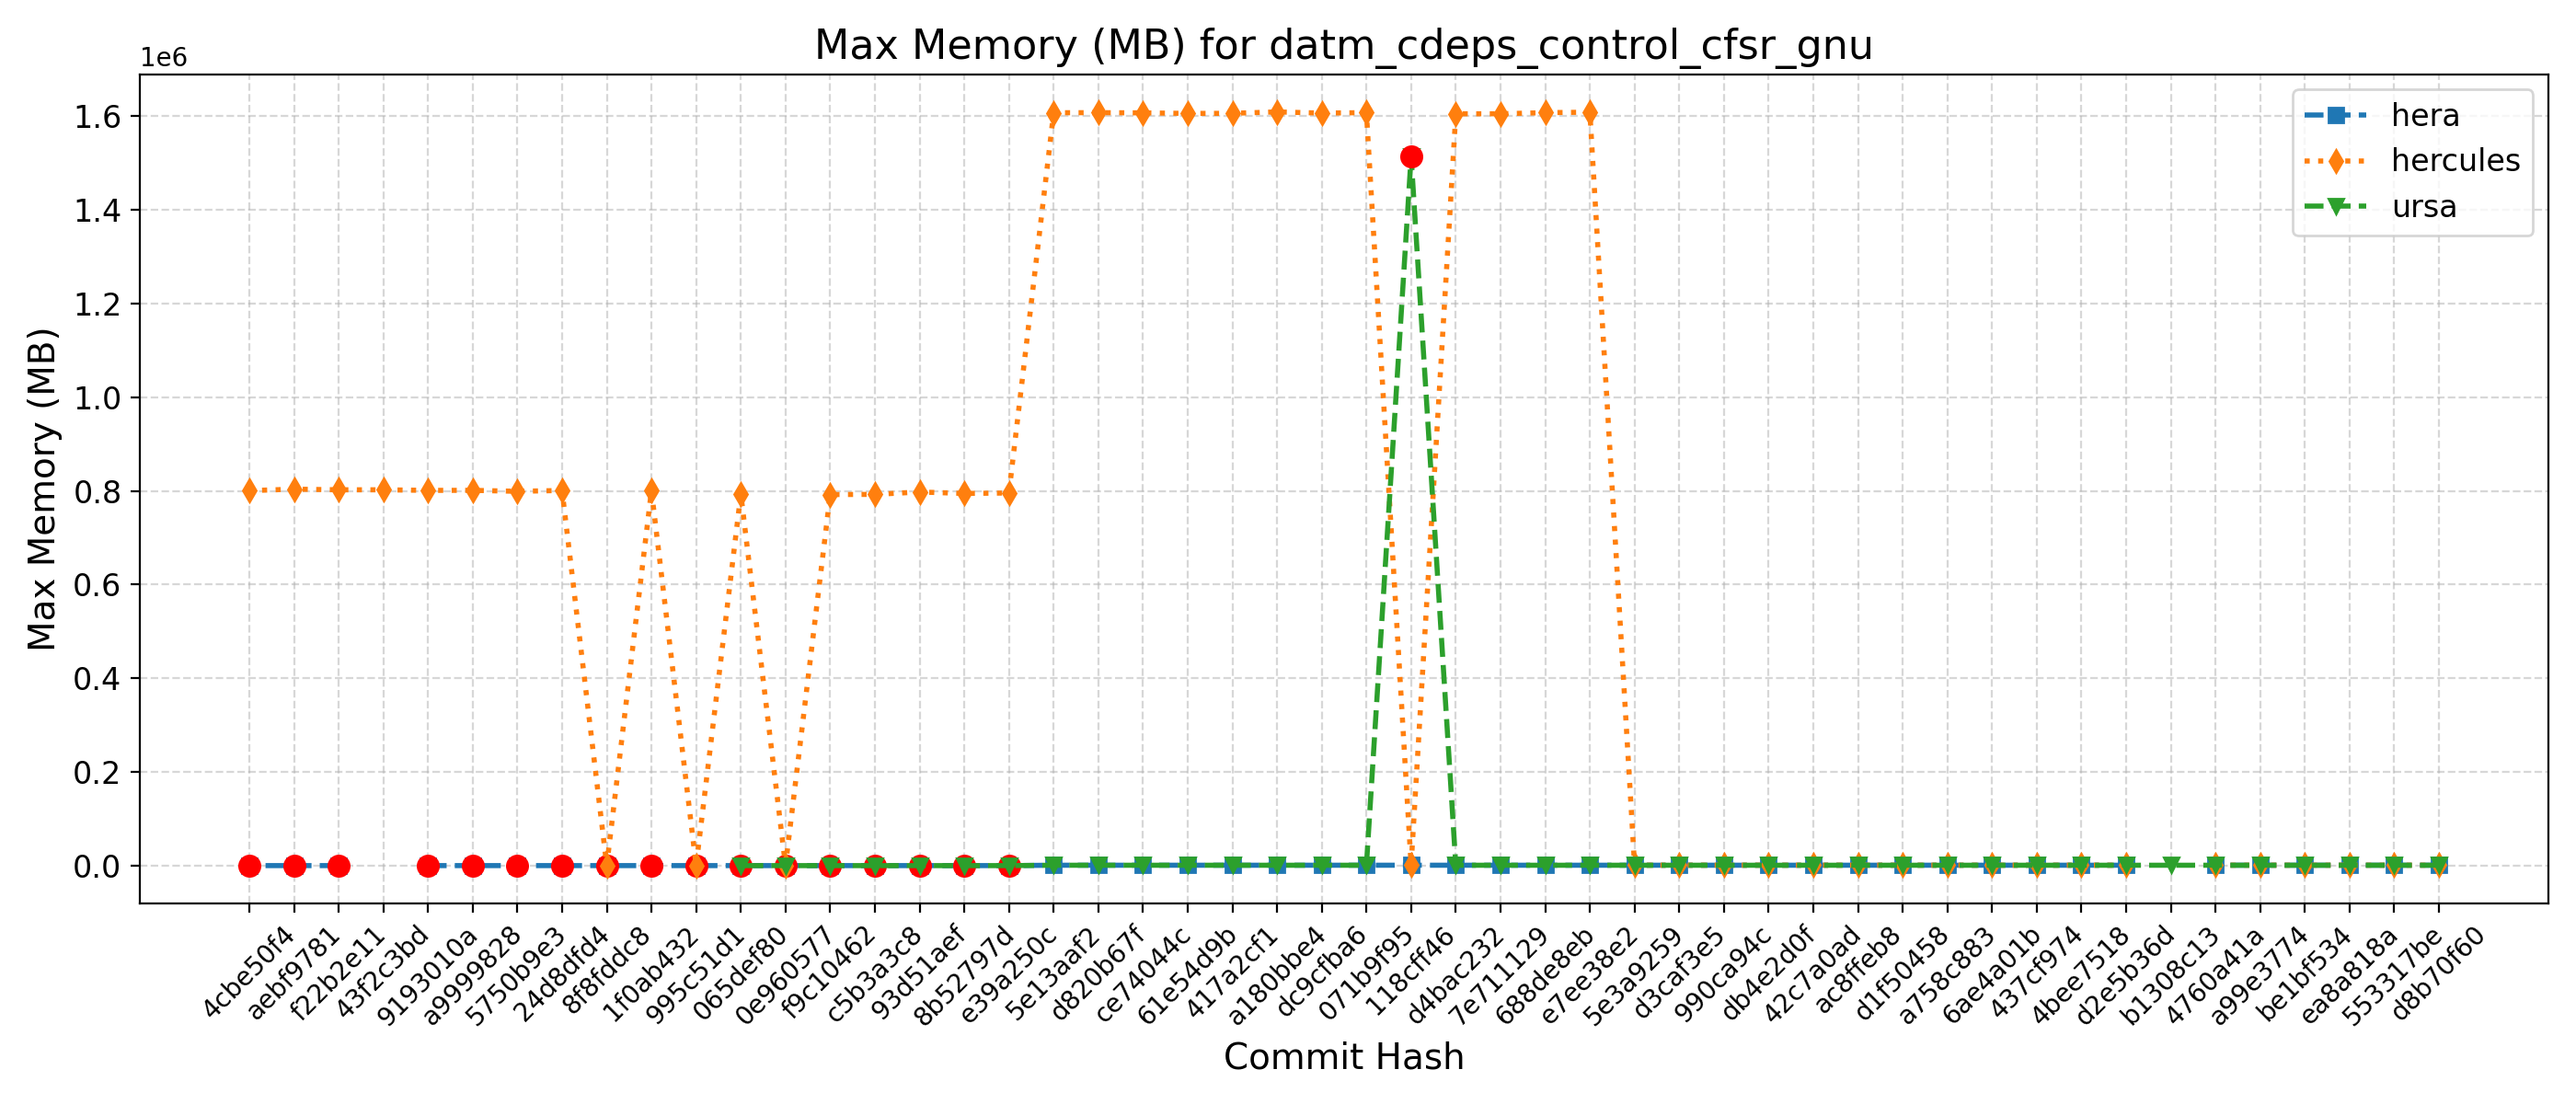 Max Memory (MB) for datm_cdeps_control_cfsr_gnu
1e6
1.6
1.4
1.2
1.0
0.8
0.6
0.4
0.2
0.0
Max Memory (MB)
hera
hercules
ursa
4cbe50f4
aebf9781
f22b2e11
43f2c3bd
9193010a
a9999828
5750b9e3
24d8dfd4
8f8fddc8
1f0ab432
995c51d1
065def80
0e960577
f9c10462
c5b3a3c8
93d51aef
8b52797d
e39a250c
5e13aaf2
d820b67f
ce74044c
61e54d9b
417a2cf1
a180bbe4
dc9cfba6
071b9f95
118cff46
d4bac232
7e711129
688de8eb
e7ee38e2
5e3a9259
d3caf3e5
990ca94c
db4e2d0f
42c7a0ad
ac8ffeb8
d1f50458
a758c883
6ae4a01b
437cf974
4bee7518
d2e5b36d
b1308c13
4760a41a
a99e3774
be1bf534
ea8a818a
553317be
d8b70f60
Commit Hash